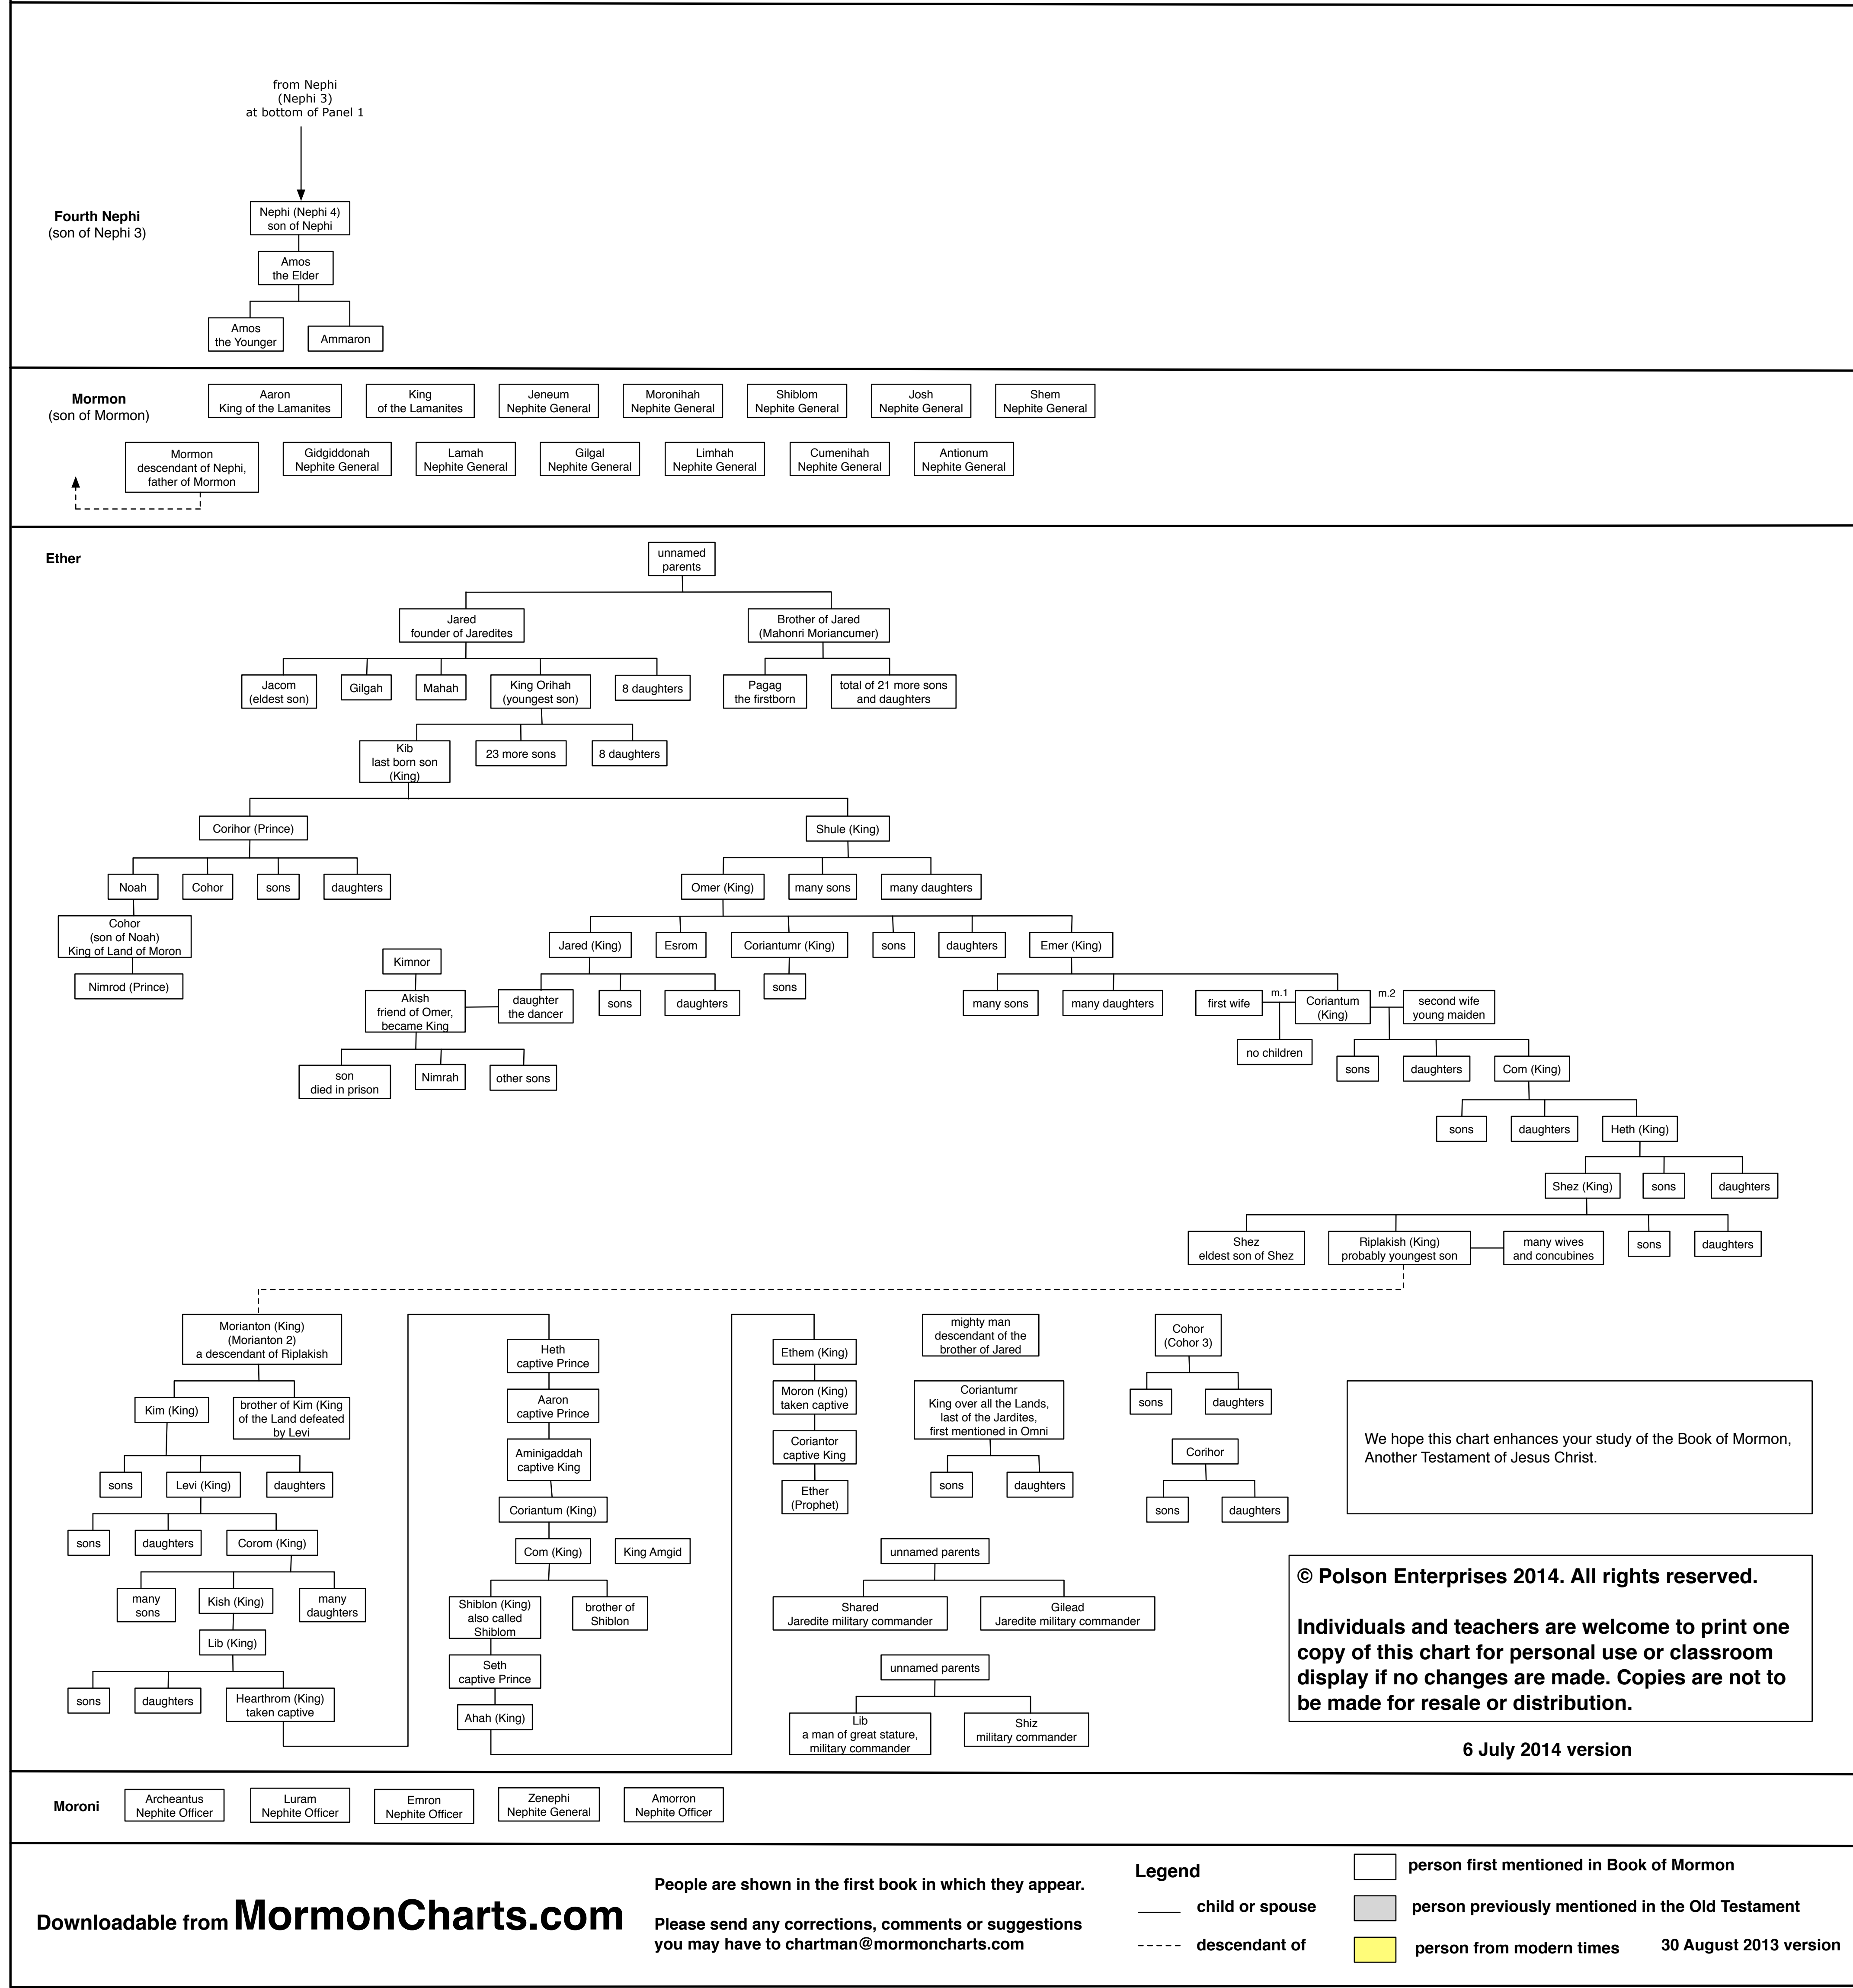 from Nephi
(Nephi 3)
at bottom of Panel 1
Fourth Nephi
(son of Nephi 3)
Nephi (Nephi 4)
son of Nephi
Amos
the Elder
Amos
the Younger
Ammaron
Mormon
(son of Mormon)
Aaron
King of the Lamanites
King
of the Lamanites
Jeneum
Nephite General
Moronihah
Nephite General
Shiblom
Nephite General
Josh
Nephite General
Shem
Nephite General
Mormon
descendant of Nephi,
father of Mormon
Gidgiddonah
Nephite General
Lamah
Nephite General
Gilgal
Nephite General
Limhah
Nephite General
Cumenihah
Nephite General
Antionum
Nephite General
Ether
unnamed
parents
Jared
founder of Jaredites
Brother of Jared
(Mahonri Moriancumer)
Jacom
(eldest son)
Gilgah
Mahah
King Orihah
(youngest son)
8 daughters
Pagag
the firstborn
total of 21 more sons
and daughters
Kib
last born son
(King)
23 more sons
8 daughters
Corihor (Prince)
Shule (King)
Noah
Cohor
sons
daughters
Omer (King)
many sons
many daughters
Cohor
(son of Noah)
King of Land of Moron
Nimrod (Prince)
Jared (King)
Esrom
Coriantumr (King)
sons
daughters
Emer (King)
Kimnor
Akish
friend of Omer,
became King
daughter
the dancer
sons
daughters
sons
many sons
many daughters
first wife
m.1
Coriantum
(King)
m.2
second wife
young maiden
no children
son
died in prison
Nimrah
other sons
sons
daughters
Com (King)
sons
daughters
Heth (King)
Shez (King)
sons
daughters
Shez
eldest son of Shez
Riplakish (King)
probably youngest son
many wives
and concubines
sons
daughters
Morianton (King)
(Morianton 2)
a descendant of Riplakish
Kim (King)
brother of Kim (King
of the Land defeated
by Levi)
sons
Levi (King)
daughters
sons
daughters
Corom (King)
many
sons
Kish (King)
many
daughters
Lib (King)
sons
daughters
Hearthrom (King)
taken captive
Heth
captive Prince
Aaron
captive Prince
Aminigaddah
captive King
Coriantum (King)
Com (King)
King Amgid
Shiblon (King)
also called
Shiblom
brother of
Shiblon
Seth
captive Prince
Ahah (King)
Ethem (King)
Moron (King)
taken captive
Coriantor
captive King
Ether
(Prophet)
mighty man
descendant of the
brother of Jared
Coriantumr
King over all the Lands,
last of the Jardites,
first mentioned in Omni
sons
daughters
Cohor
(Cohor 3)
sons
daughters
Corihor
sons
daughters
unnamed parents
Shared
Jaredite military commander
Gilead
Jaredite military commander
unnamed parents
Lib
a man of great stature,
military commander
Shiz
military commander
We hope this chart enhances your study of the Book of Mormon,
Another Testament of Jesus Christ.
© Polson Enterprises 2014. All rights reserved.
Individuals and teachers are welcome to print one
copy of this chart for personal use or classroom
display if no changes are made. Copies are not to
be made for resale or distribution.
6 July 2014 version
Moroni
Archeantus
Nephite Officer
Luram
Nephite Officer
Emron
Nephite Officer
Zenephi
Nephite General
Amorron
Nephite Officer
Downloadable from MormonCharts.com
People are shown in the first book in which they appear.
Please send any corrections, comments or suggestions
you may have to chartman@mormoncharts.com
Legend
child or spouse
descendant of
person first mentioned in Book of Mormon
person previously mentioned in the Old Testament
person from modern times
30 August 2013 version